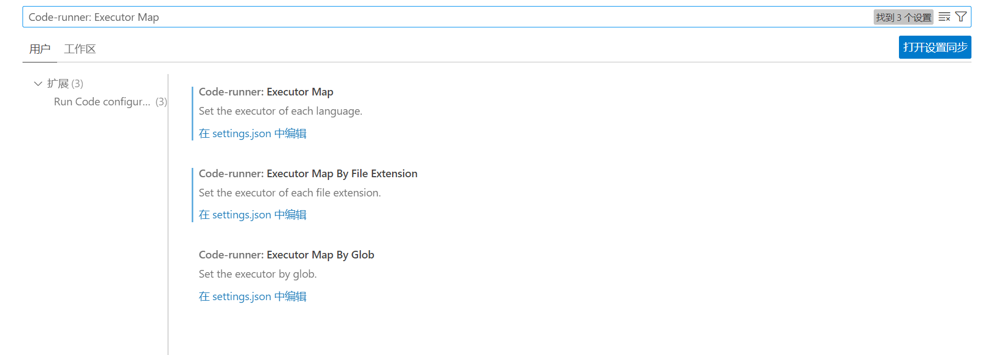 Code-runner: Executor Map
找到 3 个设置
用户 工作区
打开设置同步
扩展 (3)
Run Code configur... (3)
Code-runner: Executor Map
Set the executor of each language.
在 settings.json 中编辑
Code-runner: Executor Map By File Extension
Set the executor of each file extension.
在 settings.json 中编辑
Code-runner: Executor Map By Glob
Set the executor by glob.
在 settings.json 中编辑